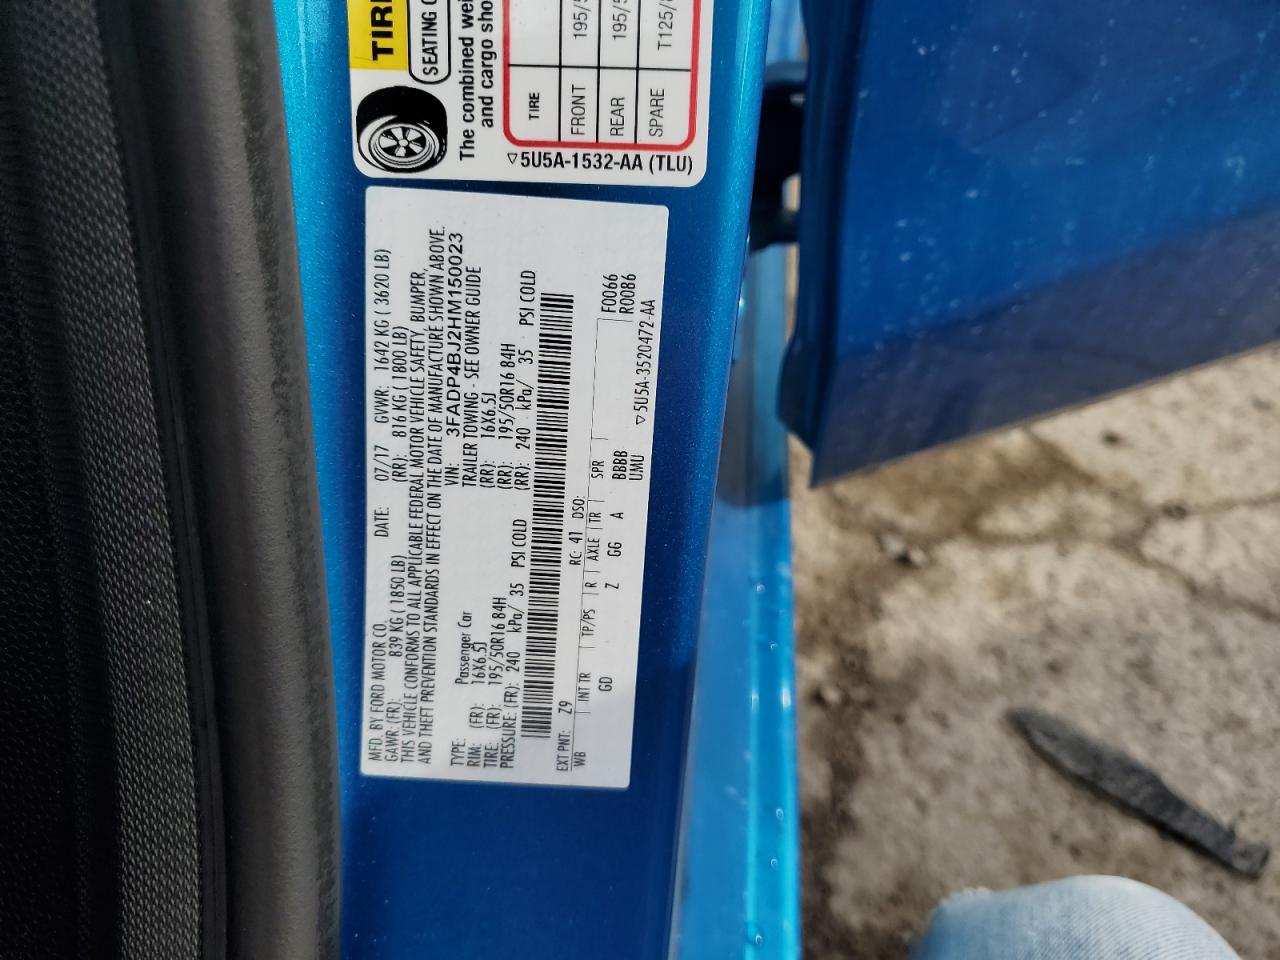 MFD. BY FORD MOTOR CO.
DATE: 07/17 GVWR: 1642 KG ( 3620 LB)
GAWR:(FR): 839 KG ( 1850 LB) (RR): 816 KG ( 1800 LB)
THIS VEHICLE CONFORMS TO ALL APPLICABLE FEDERAL MOTOR VEHICLE SAFETY, BUMPER,
AND THEFT PREVENTION STANDARDS IN EFFECT ON THE DATE OF MANUFACTURE SHOWN ABOVE.
VIN: 3FADP4BJ2HM150023
TYPE: Passenger Car TRAILER TOWING - SEE OWNER GUIDE
RIM: (FR): 16X6.5J (RR): 16X6.5J
TIRE: (FR): 195/50R16 84H (RR): 195/50R16 84H
PRESSURE: (FR): 240 kPa/ 35 PSI COLD (RR): 240 kPa/ 35 PSI COLD
EXT PNT: Z9 RC: 41 DSO:
WB INT TR TP/PS R AXLE TR SPR F0066
GD Z GG A BBBB R0086
UMU
▽5U5A-3520472-AA
TIRE
SEATING
The combined wei
and cargo sho
TIRE
FRONT 195/5
REAR 195/5
SPARE T125/
▽5U5A-1532-AA (TLU)